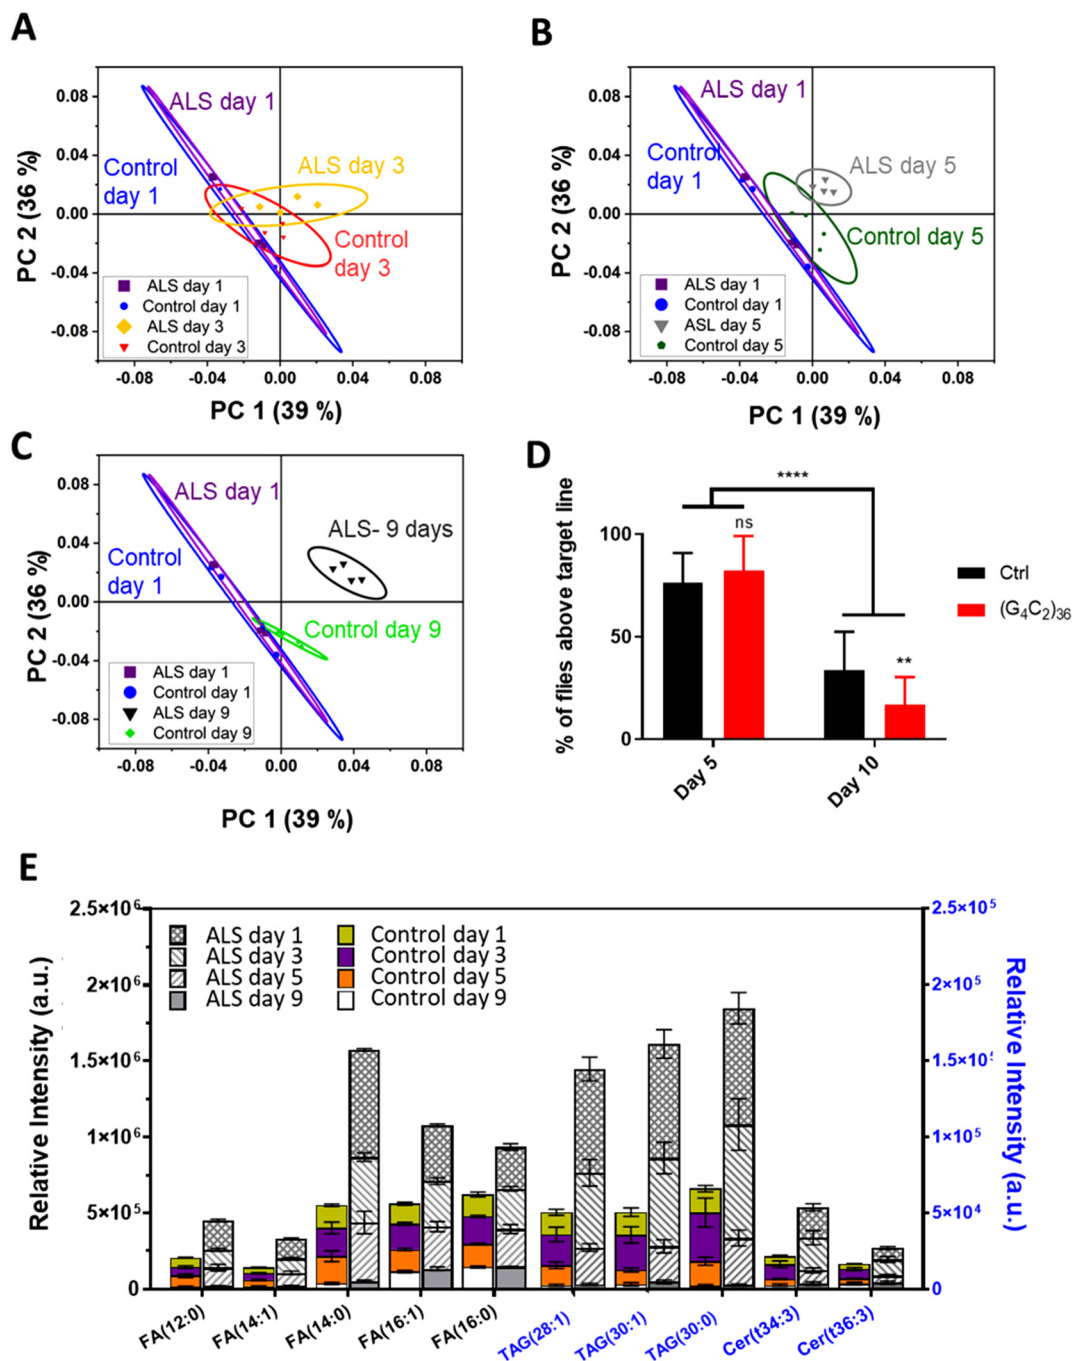 A
0.08
0.04
0.00
-0.04
-0.08
PC 2 (36 %)
ALS day 1
Control
day 1
ALS day 3
Control
day 3
ALS day 1
Control day 1
ALS day 3
Control day 3
-0.08
-0.04
0.00
0.04
0.08
PC 1 (39 %)
B
0.08
0.04
0.00
-0.04
-0.08
PC 2 (36 %)
ALS day 1
Control
day 1
ALS day 5
Control day 5
ALS day 1
Control day 1
ASL day 5
Control day 5
-0.08
-0.04
0.00
0.04
0.08
PC 1 (39 %)
C
0.08
0.04
0.00
-0.04
-0.08
PC 2 (36 %)
ALS day 1
Control
day 1
ALS- 9 days
Control day 9
ALS day 1
Control day 1
ALS day 9
Control day 9
-0.08
-0.04
0.00
0.04
0.08
PC 1 (39 %)
D
% of flies above target line
100
50
0
****
ns
**
Day 5
Day 10
Ctrl
(G₄C₂)₃₆
E
Relative Intensity (a.u.)
2.5×10⁶
2×10⁶
1.5×10⁶
1×10⁶
5×10⁵
0
ALS day 1
ALS day 3
ALS day 5
ALS day 9
Control day 1
Control day 3
Control day 5
Control day 9
2.5×10⁵
2×10⁵
1.5×10⁵
1×10⁵
5×10⁴
0
Relative Intensity (a.u.)
FA(12:0)
FA(14:1)
FA(14:0)
FA(16:1)
FA(16:0)
TAG(28:1)
TAG(30:1)
TAG(30:0)
Cer(t34:3)
Cer(t36:3)